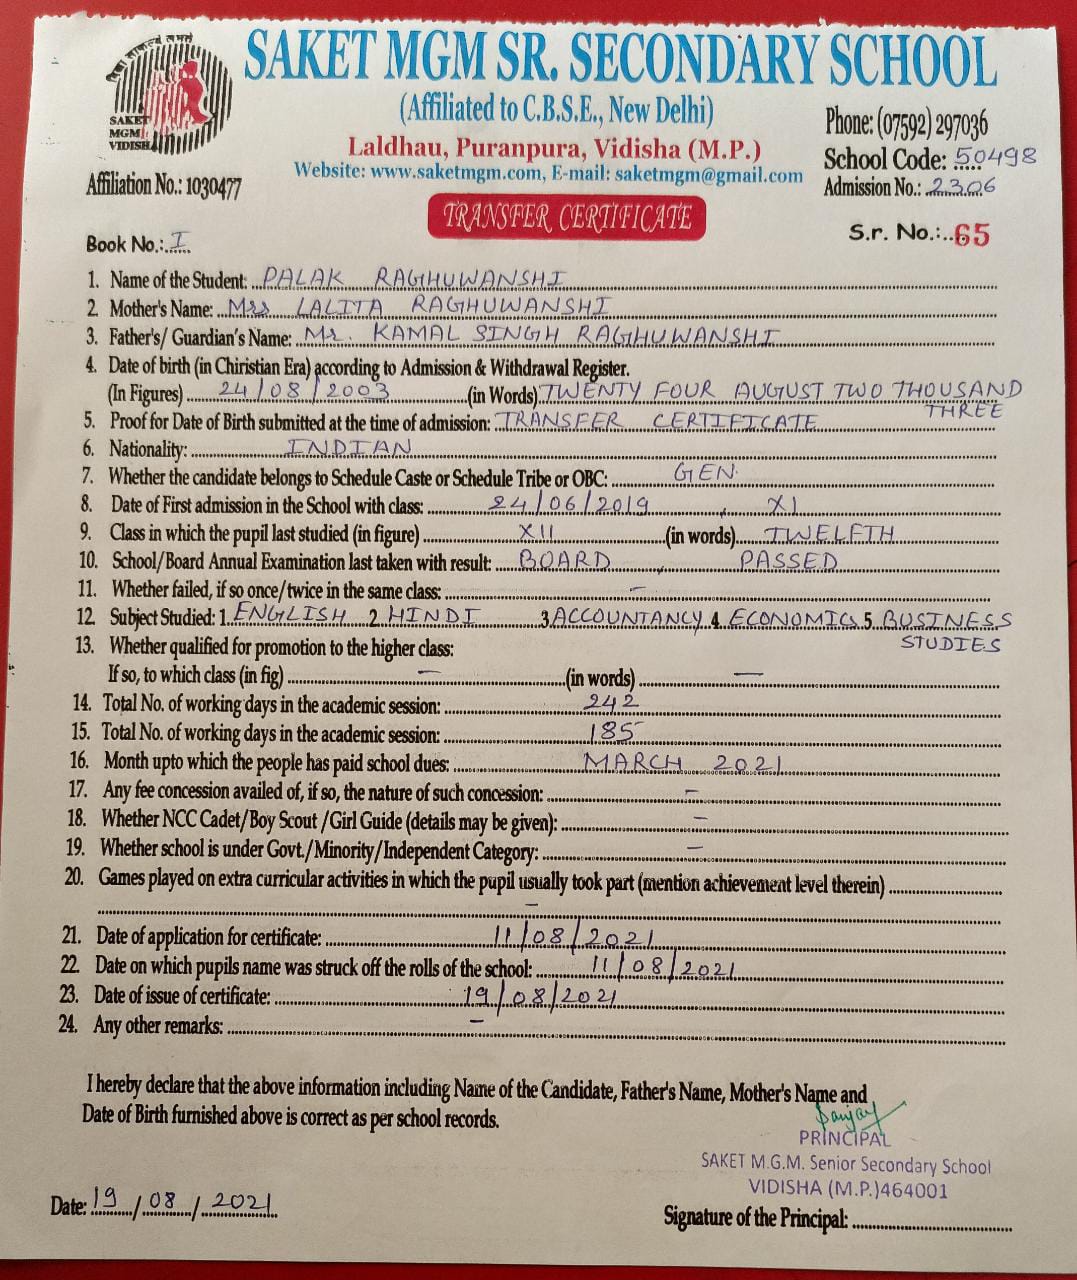 SAKET MGM SR. SECONDARY SCHOOL
(Affiliated to C.B.S.E., New Delhi)
SAKET
MGM
VIDISHA
Laldhau, Puranpura, Vidisha (M.P.)
Phone: (07592) 297036
School Code: 50498
Website: www.saketmgm.com, E-mail: saketmgm@gmail.com
Affiliation No.: 1030477
Admission No.: 2306
TRANSFER CERTIFICATE
Book No.: I
S.r. No.: 65
1. Name of the Student: PALAK RAGHUWANSHI
2. Mother's Name: Mrs LALITA RAGHUWANSHI
3. Father's/ Guardian's Name: Mr. KAMAL SINGH RAGHUWANSHI
4. Date of birth (in Chiristian Era) according to Admission & Withdrawal Register.
(In Figures) 24/08/2003 (in Words) TWENTY FOUR AUGUST TWO THOUSAND
THREE
5. Proof for Date of Birth submitted at the time of admission: TRANSFER CERTIFICATE
6. Nationality: INDIAN
7. Whether the candidate belongs to Schedule Caste or Schedule Tribe or OBC: GEN.
8. Date of First admission in the School with class: 24/06/2019, XI
9. Class in which the pupil last studied (in figure) XII (in words) TWELFTH
10. School/Board Annual Examination last taken with result: BOARD, PASSED
11. Whether failed, if so once/twice in the same class: -
12. Subject Studied: 1. ENGLISH 2 HINDI 3 ACCOUNTANCY 4. ECONOMICS 5 BUSINESS
STUDIES
13. Whether qualified for promotion to the higher class:
If so, to which class (in fig) - (in words) -
14. Total No. of working days in the academic session: 242
15. Total No. of working days in the academic session: 185
16. Month upto which the people has paid school dues: MARCH 2021
17. Any fee concession availed of, if so, the nature of such concession: -
18. Whether NCC Cadet/Boy Scout /Girl Guide (details may be given): -
19. Whether school is under Govt./Minority/Independent Category: -
20. Games played on extra curricular activities in which the pupil usually took part (mention achievement level therein)
-
21. Date of application for certificate: 11/08/2021
22. Date on which pupils name was struck off the rolls of the school: 11/08/2021
23. Date of issue of certificate: 19/08/2021
24. Any other remarks: -
I hereby declare that the above information including Name of the Candidate, Father's Name, Mother's Name and
Date of Birth furnished above is correct as per school records.
Sanjay
PRINCIPAL
SAKET M.G.M. Senior Secondary School
VIDISHA (M.P.)464001
Date: 19/08/2021
Signature of the Principal: